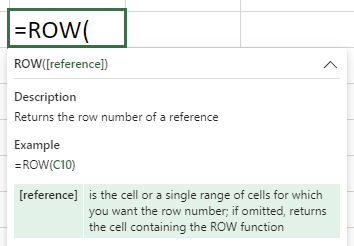 =ROW(
ROW([reference])
Description
Returns the row number of a reference
Example
=ROW(C10)
[reference] is the cell or a single range of cells for which
you want the row number; if omitted, returns
the cell containing the ROW function